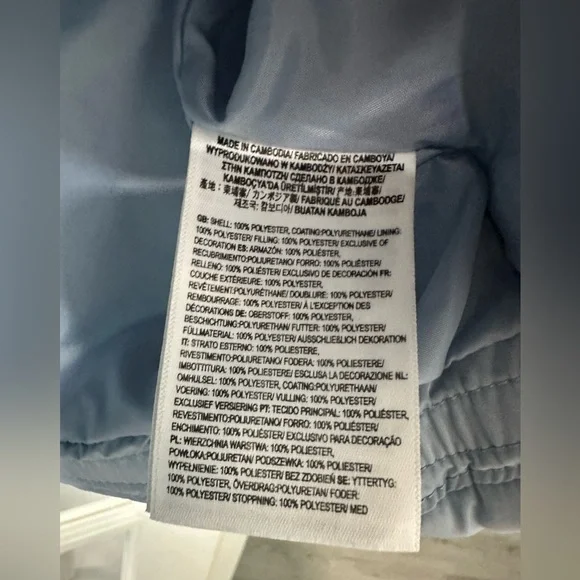 MADE IN CAMBODIA/ FABRICADO EN CAMBOYA/
WYPRODUKOWANO W KAMBODŻY/ ΚΑΤΑΣΚΕΥΑΖΕΤΑΙ
ΣΤΗΝ ΚΑΜΠΟΤΖΗ/ СДЕЛАНО В КАМБОДЖЕ/
KAMBOÇYA'DA ÜRETİLMİŞTİR/ 产地: 柬埔寨/
產地: 柬埔寨/ カンボジア製/ FABRIQUÉ AU CAMBODGE/
제조국: 캄보디아/ BUATAN KAMBOJA
GB: SHELL: 100% POLYESTER, COATING:POLYURETHANE/ LINING:
100% POLYESTER/ FILLING: 100% POLYESTER/ EXCLUSIVE OF
DECORATION ES: ARMAZÓN: 100% POLIÉSTER,
RECUBRIMIENTO:POLIURETANO/ FORRO: 100% POLIÉSTER/
RELLENO: 100% POLIÉSTER/ EXCLUSIVO DE DECORACIÓN FR:
COUCHE EXTÉRIEURE: 100% POLYESTER,
REVÊTEMENT:POLYURÉTHANE/ DOUBLURE: 100% POLYESTER/
REMBOURRAGE: 100% POLYESTER/ À L'EXCEPTION DES
DÉCORATIONS DE: OBERSTOFF: 100% POLYESTER,
BESCHICHTUNG:POLYURETHAN/ FUTTER: 100% POLYESTER/
FÜLLMATERIAL: 100% POLYESTER/ AUSSCHLIEßLICH DEKORATION
IT: STRATO ESTERNO: 100% POLIESTERE,
RIVESTIMENTO:POLIURETANO/ FODERA: 100% POLIESTERE/
IMBOTTITURA: 100% POLIESTERE/ ESCLUSA LA DECORAZIONE NL:
OMHULSEL: 100% POLYESTER, COATING:POLYURETHAAN/
VOERING: 100% POLYESTER/ VULLING: 100% POLYESTER/
EXCLUSIEF VERSIERING PT: TECIDO PRINCIPAL: 100% POLIÉSTER,
REVESTIMENTO:POLIURETANO/ FORRO: 100% POLIÉSTER/
ENCHIMENTO: 100% POLIÉSTER/ EXCLUSIVO PARA DECORAÇÃO
PL: WIERZCHNIA WARSTWA: 100% POLIESTER,
POWŁOKA:POLIURETAN/ PODSZEWKA: 100% POLIESTER/
WYPEŁNIENIE: 100% POLIESTER/ BEZ ZDOBIEŃ SE: YTTERTYG:
100% POLYESTER, ÖVERDRAG:POLYURETAN/ FODER:
100% POLYESTER/ STOPPNING: 100% POLYESTER/ MED